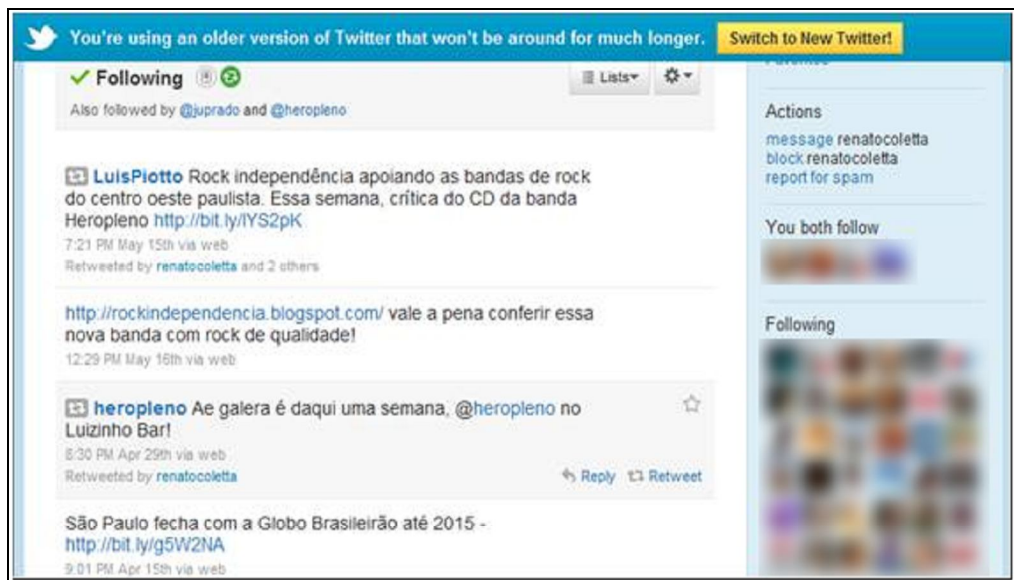 You're using an older version of Twitter that won't be around for much longer. Switch to New Twitter!
Following
Lists
Also followed by @juprado and @heropleno
LuisPiotto Rock independência apoiando as bandas de rock
do centro oeste paulista. Essa semana, crítica do CD da banda
Heropleno http://bit.ly/lYS2pK
7:21 PM May 15th via web
Retweeted by renatocoletta and 2 others
http://rockindependencia.blogspot.com/ vale a pena conferir essa
nova banda com rock de qualidade!
12:29 PM May 16th via web
heropleno Ae galera é daqui uma semana, @heropleno no
Luizinho Bar!
6:30 PM Apr 29th via web
Retweeted by renatocoletta
Reply Retweet
São Paulo fecha com a Globo Brasileirão até 2015 -
http://bit.ly/g5W2NA
9:01 PM Apr 15th via web
Actions
message renatocoletta
block renatocoletta
report for spam
You both follow
Following